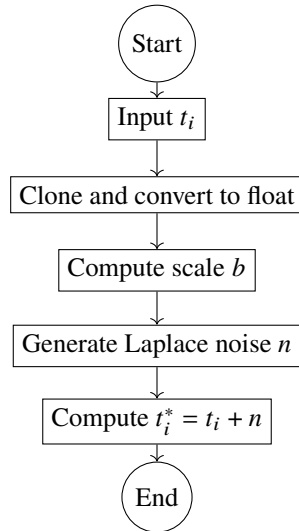 Start
Input $t_i$
Clone and convert to float
Compute scale $b$
Generate Laplace noise $n$
Compute $t_i^* = t_i + n$
End